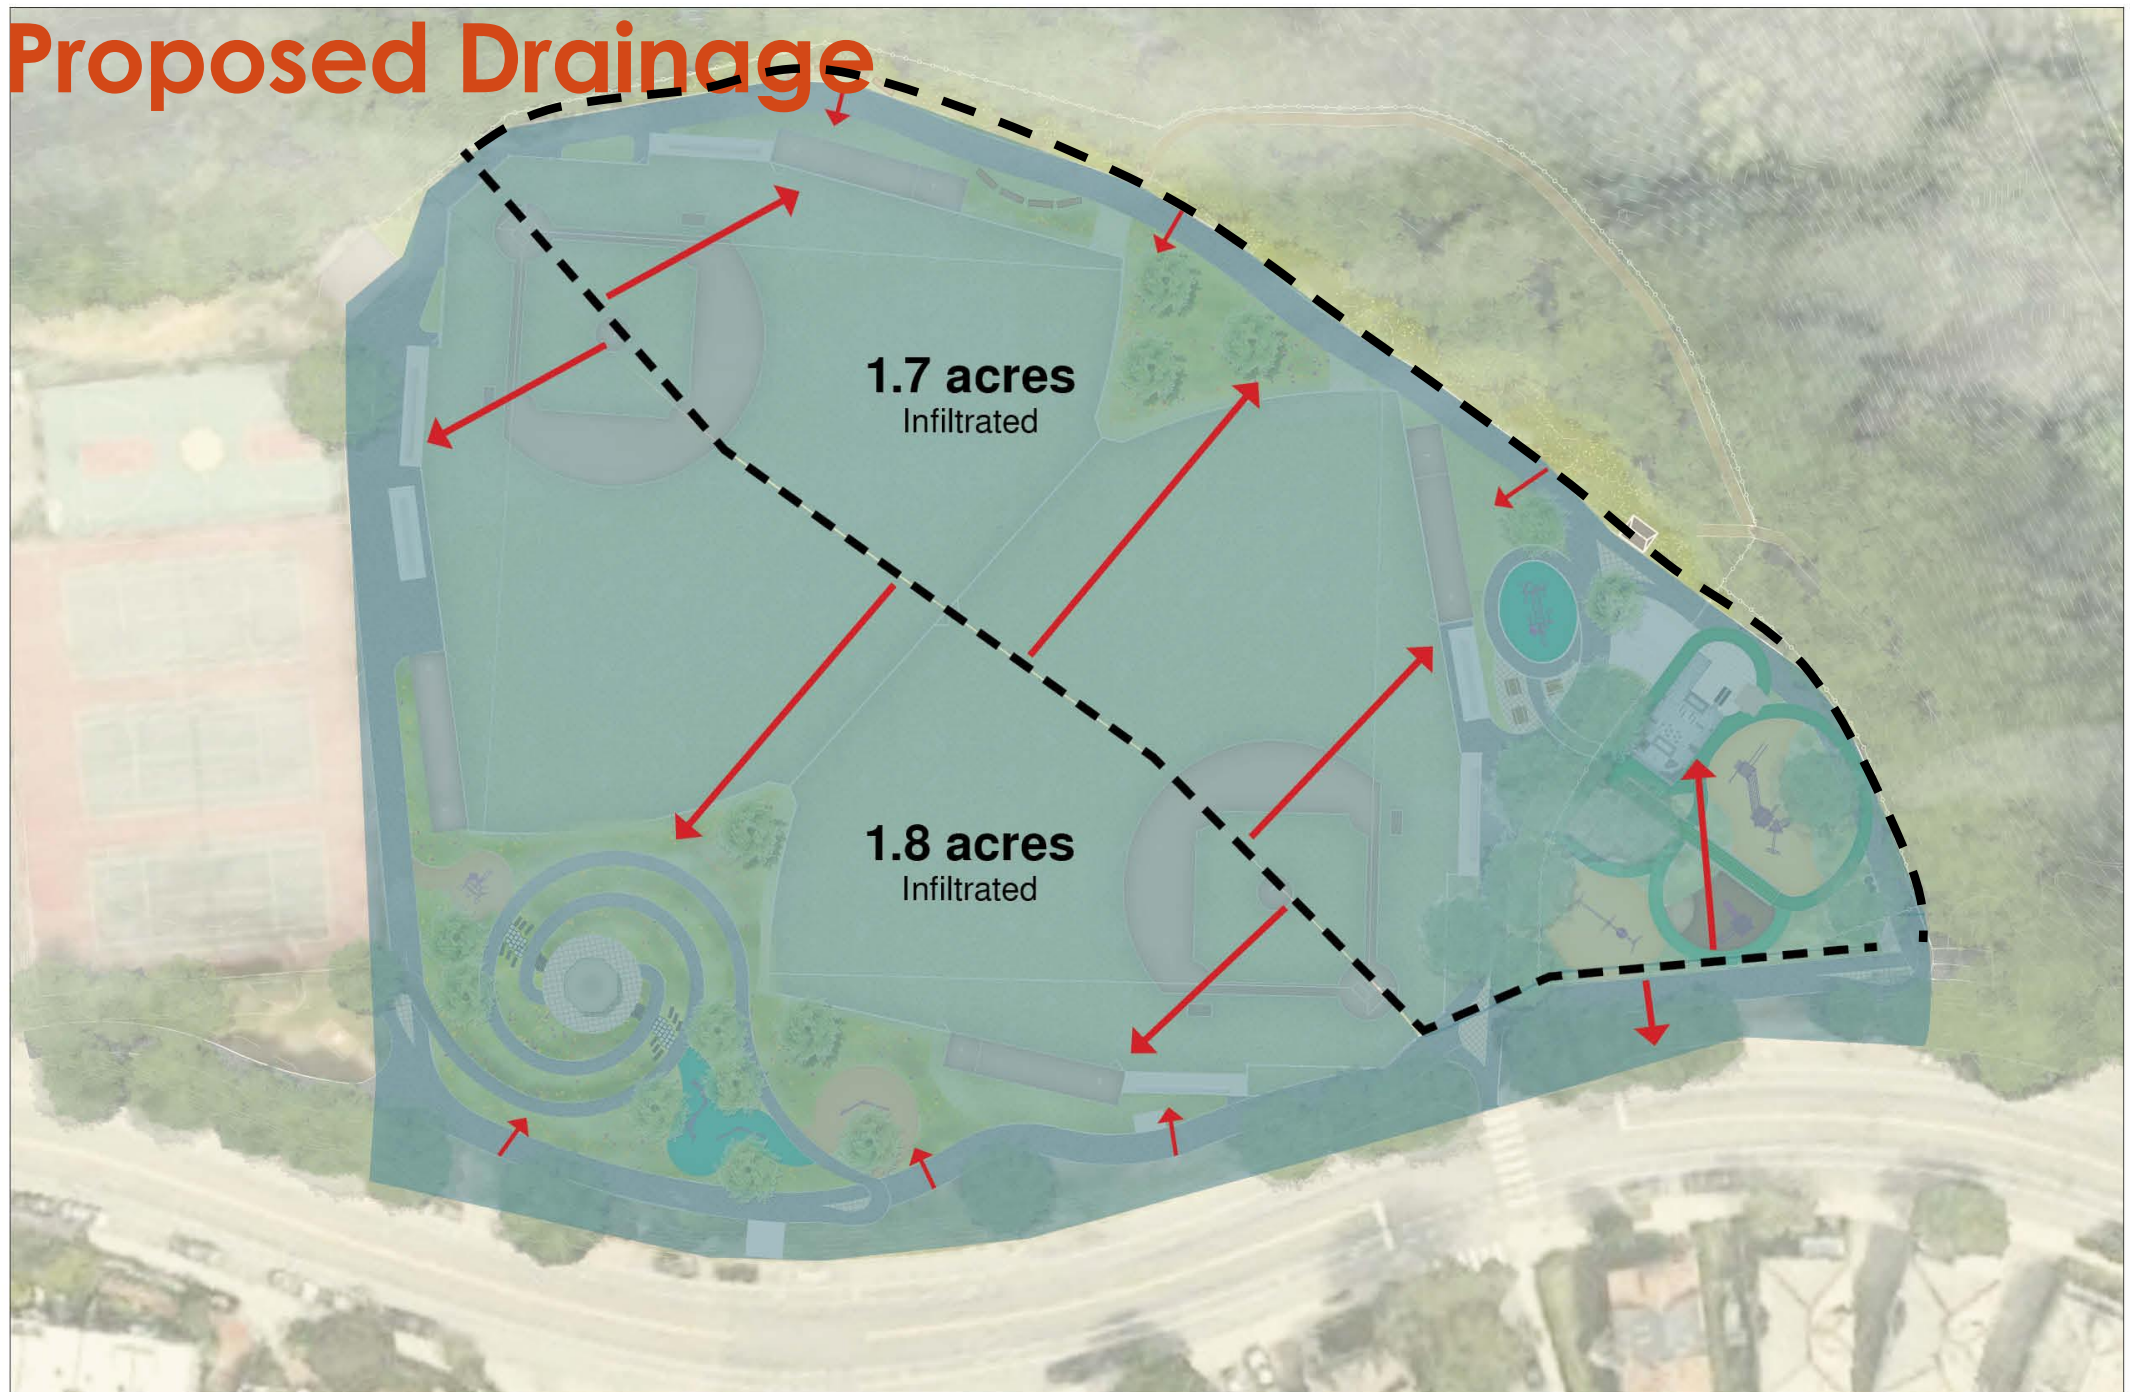 Proposed Drainage
1.7 acres
Infiltrated
1.8 acres
Infiltrated